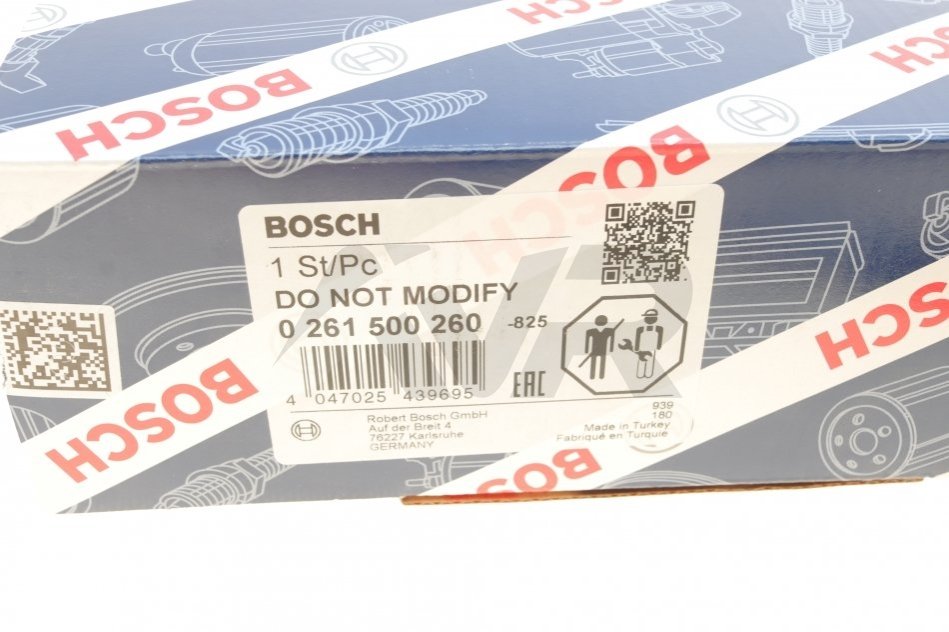 BOSCH
BOSCH
BOSCH
BOSCH
BOSCH
1 St/Pc
DO NOT MODIFY
0 261 500 260 -825
4 047025 439695
EAC
Robert Bosch GmbH
Auf der Breit 4
76227 Karlsruhe
GERMANY
939
180
Made in Turkey
Fabriqué en Turquie
BOSCH
BOSCH
BOSCH